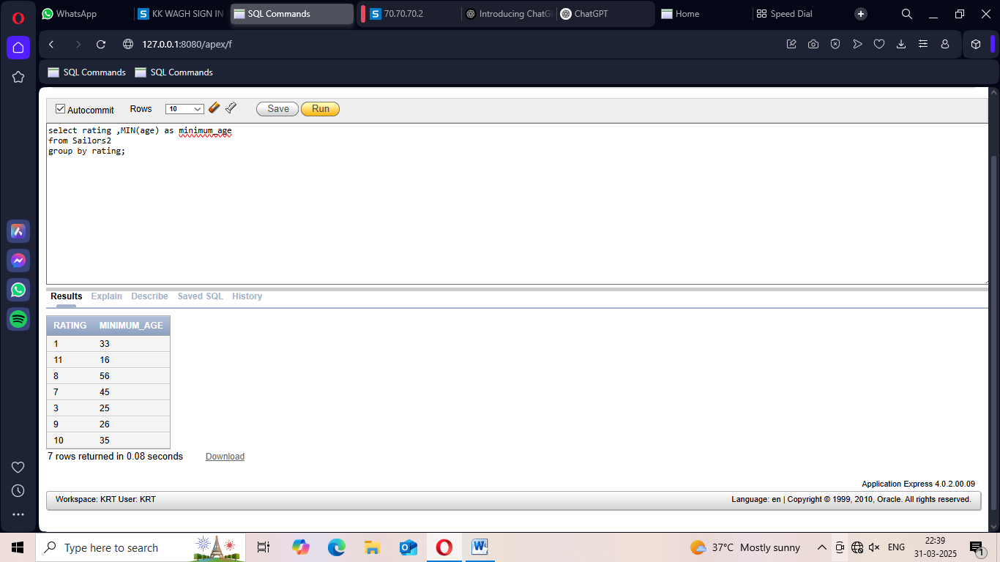 WhatsApp
KK WAGH SIGN IN
SQL Commands
70.70.70.2
Introducing ChatG
ChatGPT
Home
Speed Dial
127.0.0.1:8080/apex/f
SQL Commands
SQL Commands
Autocommit Rows 10 Save Run
select rating ,MIN(age) as minimum_age
from Sailors2
group by rating;
Results Explain Describe Saved SQL History
RATING MINIMUM_AGE
1 33
11 16
8 56
7 45
3 25
9 26
10 35
7 rows returned in 0.08 seconds Download
Application Express 4.0.2.00.09
Workspace: KRT User: KRT Language: en | Copyright © 1999, 2010, Oracle. All rights reserved.
Type here to search
37°C Mostly sunny
ENG
22:39
31-03-2025
1